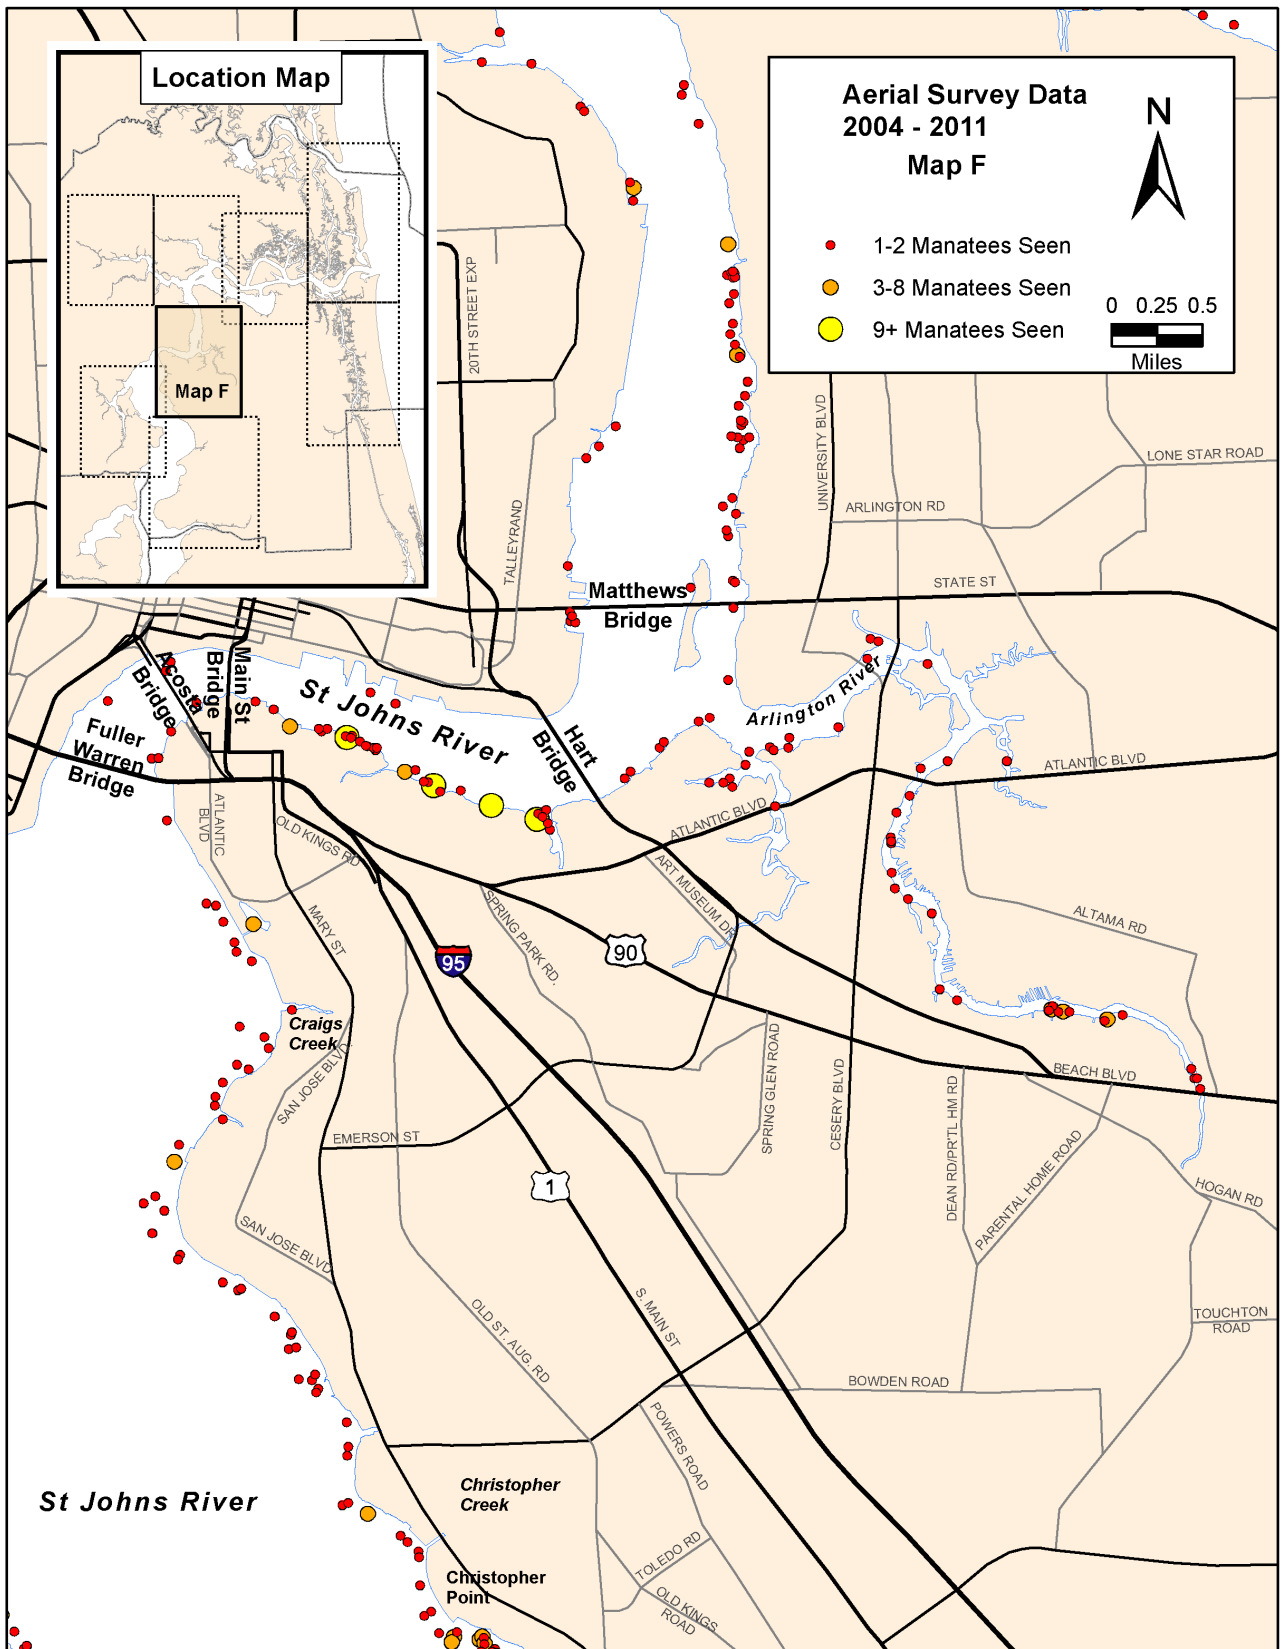 Location Map
Map F
Aerial Survey Data
2004 - 2011
Map F
N
1-2 Manatees Seen
3-8 Manatees Seen
9+ Manatees Seen
0 0.25 0.5
Miles
20TH STREET EXP
TALLEYRAND
UNIVERSITY BLVD
LONE STAR ROAD
ARLINGTON RD
STATE ST
Matthews
Bridge
Acosta
Bridge
Main St
Bridge
Fuller
Warren
Bridge
St Johns River
Hart
Bridge
Arlington River
ATLANTIC BLVD
ATLANTIC BLVD
ATLANTIC
BLVD
OLD KINGS RD
MARY ST
ART MUSEUM DR
SPRING PARK RD.
ALTAMA RD
95
90
Craigs
Creek
SAN JOSE BLVD
EMERSON ST
SPRING GLEN ROAD
CESERY BLVD
BEACH BLVD
DEAN RD/PR'TL HM RD
PARENTAL HOME ROAD
HOGAN RD
1
SAN JOSE BLVD
OLD ST. AUG. RD
S. MAIN ST
TOUCHTON
ROAD
BOWDEN ROAD
POWERS ROAD
St Johns River
Christopher
Creek
TOLEDO RD
Christopher
Point
OLD KINGS
ROAD